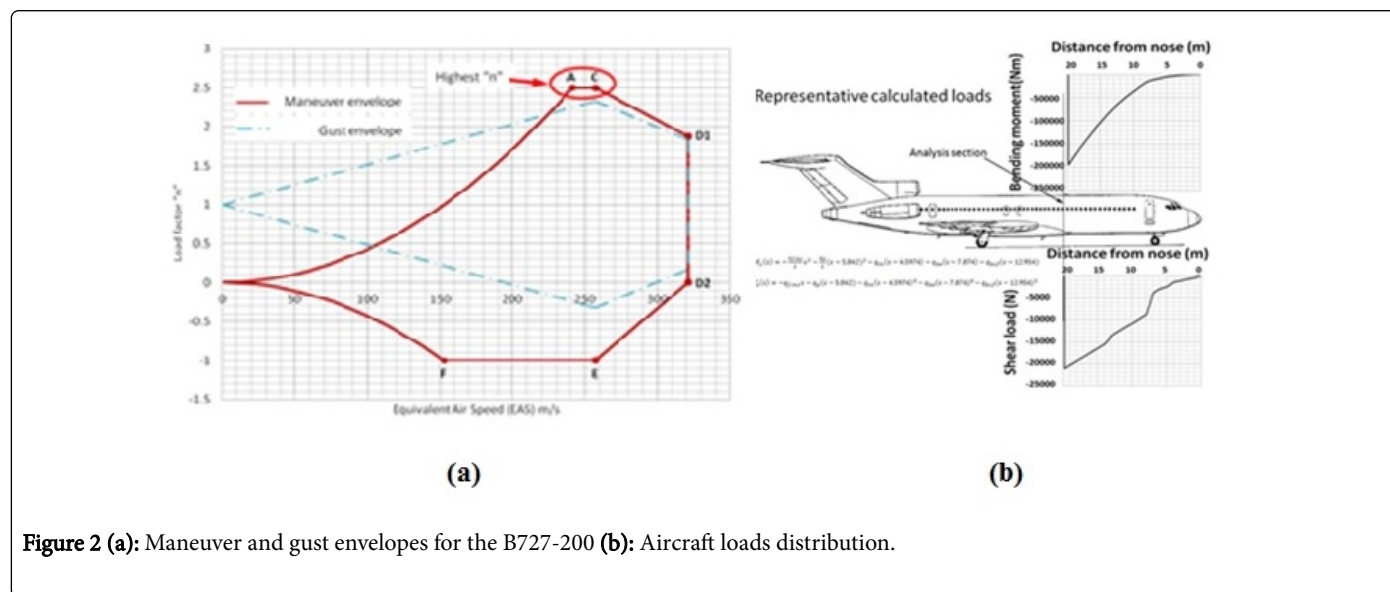 3
2.5
2
1.5
1
0.5
0
-0.5
-1
-1.5
0
50
100
150
200
250
300
350
Load factor "n"
Equivalent Air Speed (EAS) m/s
Highest "n"
A
C
Maneuver envelope
Gust envelope
D1
D2
F
E
(a)
Distance from nose (m)
20 15 10 5 0
Bending moment(Nm)
-50000
-100000
-150000
-200000
-250000
Representative calculated loads
Analysis section
Distance from nose (m)
20 15 10 5 0
Shear load (N)
-5000
-10000
-15000
-20000
-25000
(b)
Figure 2 (a): Maneuver and gust envelopes for the B727-200 (b): Aircraft loads distribution.